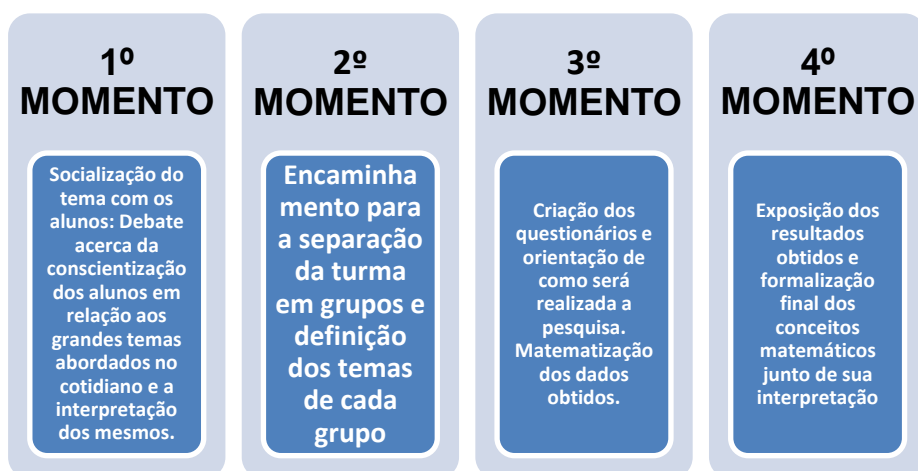 1º
MOMENTO
Socialização do
tema com os
alunos: Debate
acerca da
conscientização
dos alunos em
relação aos
grandes temas
abordados no
cotidiano e a
interpretação
dos mesmos.
2º
MOMENTO
Encaminha
mento para
a separação
da turma
em grupos e
definição
dos temas
de cada
grupo
3º
MOMENTO
Criação dos
questionários e
orientação de
como será
realizada a
pesquisa.
Matematização
dos dados
obtidos.
4º
MOMENTO
Exposição dos
resultados
obtidos e
formalização
final dos
conceitos
matemáticos
junto de sua
interpretação